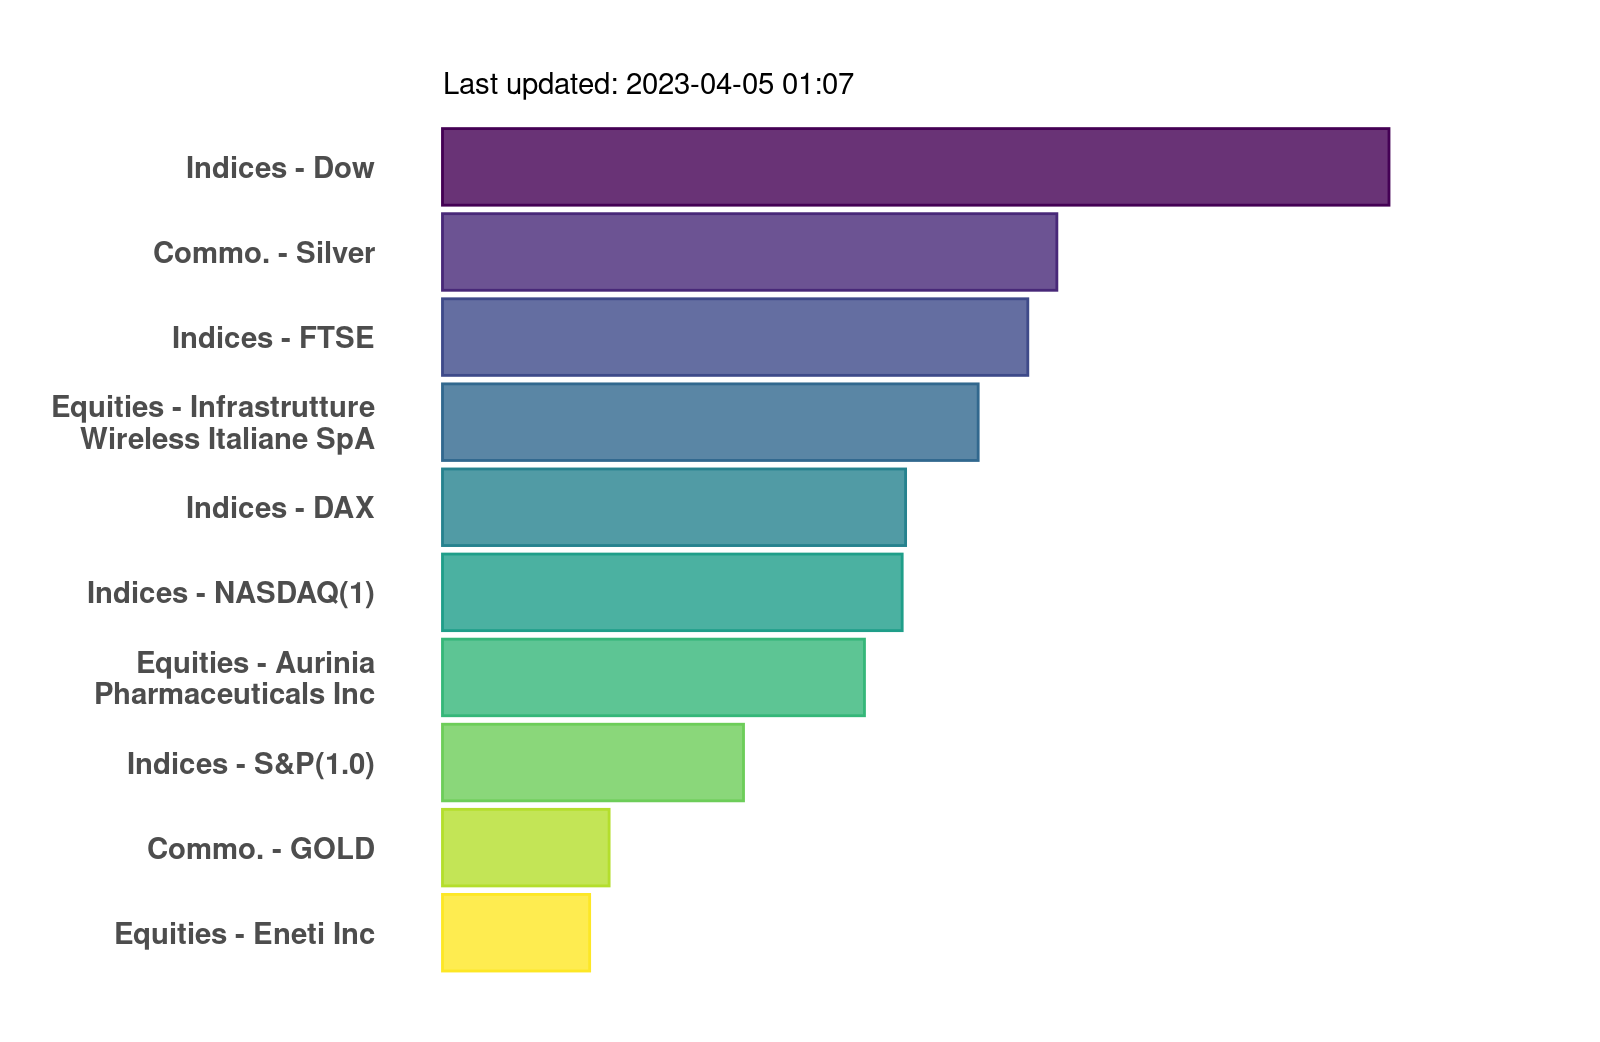 Last updated: 2023-04-05 01:07
Indices - Dow
Commo. - Silver
Indices - FTSE
Equities - Infrastrutture
Wireless Italiane SpA
Indices - DAX
Indices - NASDAQ(1)
Equities - Aurinia
Pharmaceuticals Inc
Indices - S&P(1.0)
Commo. - GOLD
Equities - Eneti Inc